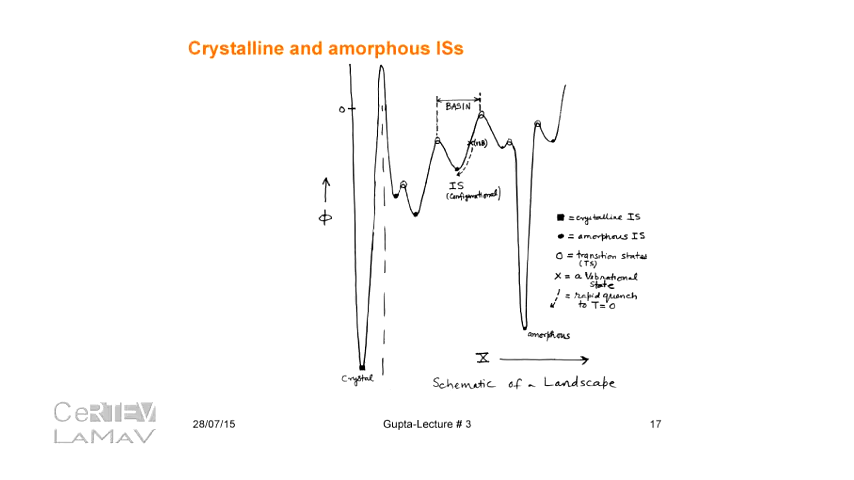 Crystalline and amorphous ISs
0
BASIN
X(VS)
IS
(Configurational)
Φ
■ = crystalline IS
● = amorphous IS
O = transition states
(TS)
X = a Vibrational
State
= rapid quench
to T=0
amorphous
X
Crystal
Schematic of a Landscape
CeRTEV
LAMAV
28/07/15
Gupta-Lecture # 3
17